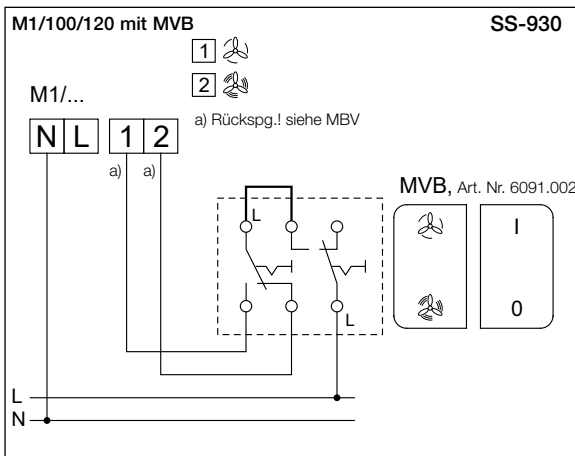 M1/100/120 mit MVB
SS-930
1
2
a) Rückspg.! siehe MBV
M1/...
N L 1 2
a) a)
MVB, Art. Nr. 6091.002
L
I
0
L
L
N